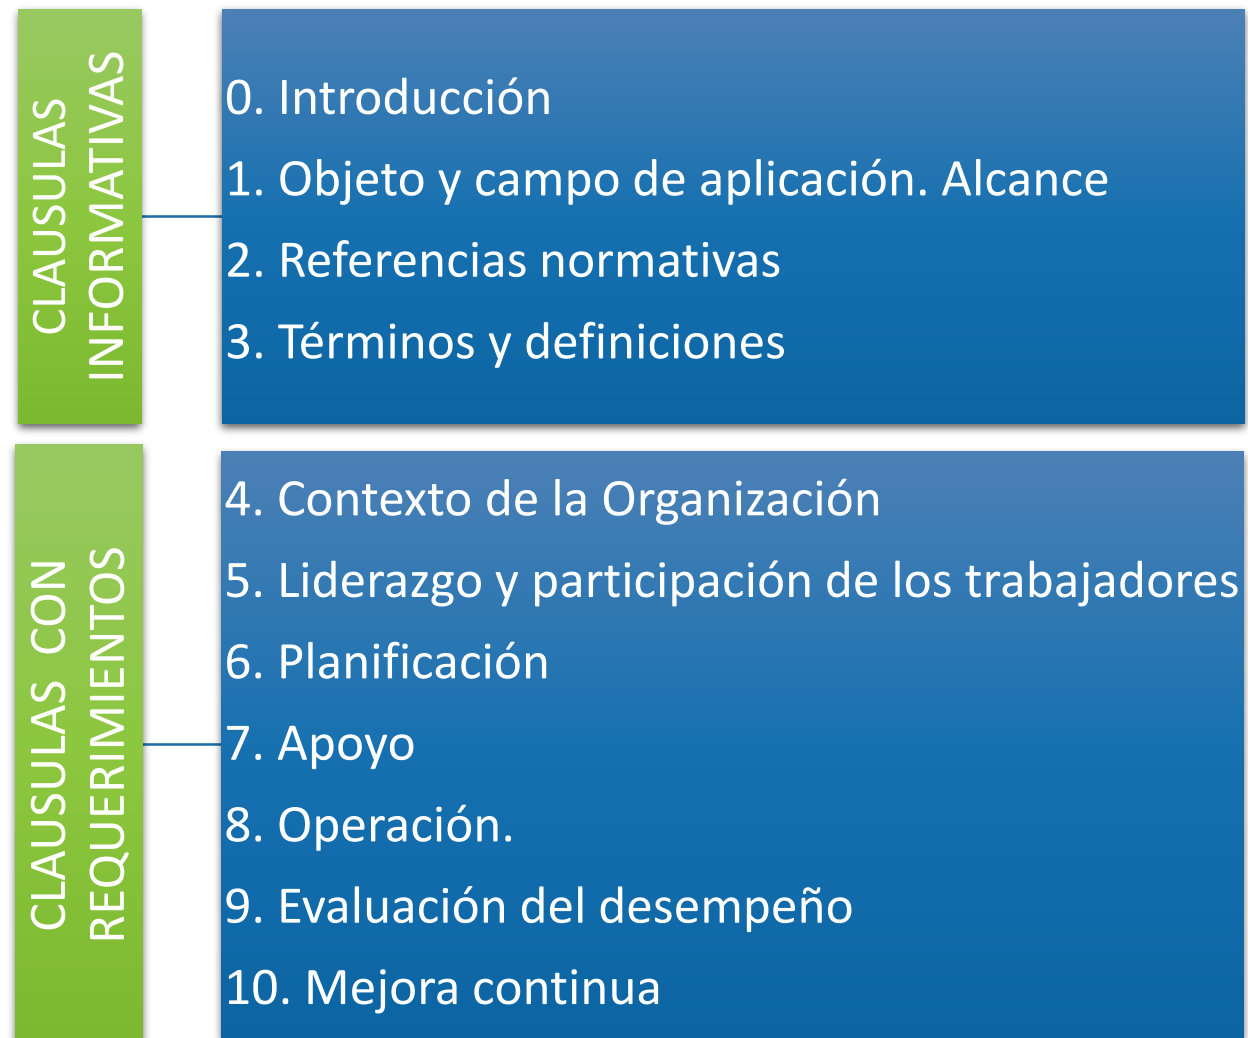 CLAUSULAS
INFORMATIVAS
0. Introducción
1. Objeto y campo de aplicación. Alcance
2. Referencias normativas
3. Términos y definiciones
CLAUSULAS CON
REQUERIMIENTOS
4. Contexto de la Organización
5. Liderazgo y participación de los trabajadores
6. Planificación
7. Apoyo
8. Operación.
9. Evaluación del desempeño
10. Mejora continua